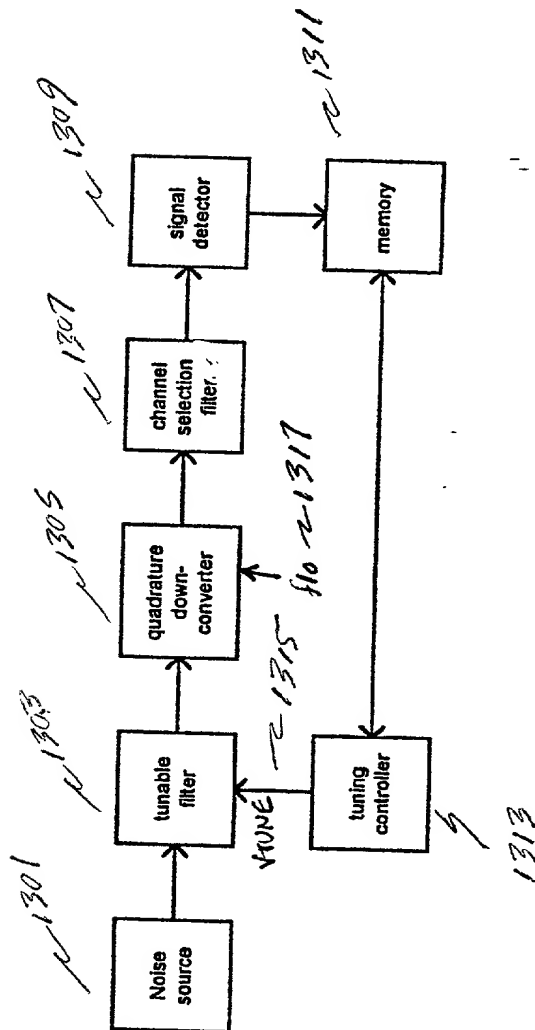 1301
Noise
source
1303
tunable
filter
1305
quadrature
down-
converter
1307
channel
selection
filter
1309
signal
detector
VTUNE
1315
flo
1317
1313
tuning
controller
1311
memory